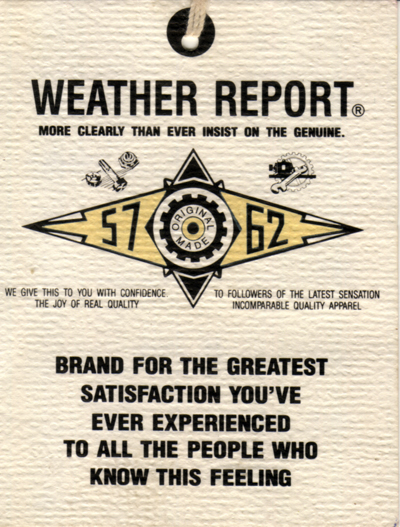 WEATHER REPORT®
MORE CLEARLY THAN EVER INSIST ON THE GENUINE.
57 ORIGINAL MADE 62
WE GIVE THIS TO YOU WITH CONFIDENCE
THE JOY OF REAL QUALITY
TO FOLLOWERS OF THE LATEST SENSATION
INCOMPARABLE QUALITY APPAREL
BRAND FOR THE GREATEST
SATISFACTION YOU'VE
EVER EXPERIENCED
TO ALL THE PEOPLE WHO
KNOW THIS FEELING